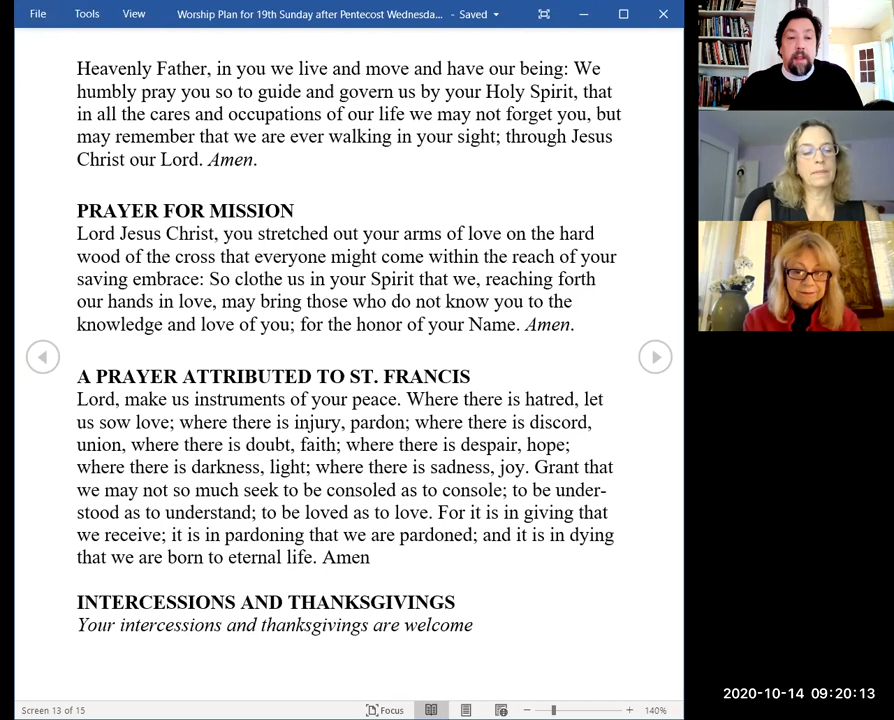 File Tools View Worship Plan for 19th Sunday after Pentecost Wednesda... - Saved
Heavenly Father, in you we live and move and have our being: We
humbly pray you so to guide and govern us by your Holy Spirit, that
in all the cares and occupations of our life we may not forget you, but
may remember that we are ever walking in your sight; through Jesus
Christ our Lord. Amen.
PRAYER FOR MISSION
Lord Jesus Christ, you stretched out your arms of love on the hard
wood of the cross that everyone might come within the reach of your
saving embrace: So clothe us in your Spirit that we, reaching forth
our hands in love, may bring those who do not know you to the
knowledge and love of you; for the honor of your Name. Amen.
A PRAYER ATTRIBUTED TO ST. FRANCIS
Lord, make us instruments of your peace. Where there is hatred, let
us sow love; where there is injury, pardon; where there is discord,
union, where there is doubt, faith; where there is despair, hope;
where there is darkness, light; where there is sadness, joy. Grant that
we may not so much seek to be consoled as to console; to be under-
stood as to understand; to be loved as to love. For it is in giving that
we receive; it is in pardoning that we are pardoned; and it is in dying
that we are born to eternal life. Amen
INTERCESSIONS AND THANKSGIVINGS
Your intercessions and thanksgivings are welcome
2020-10-14 09:20:13
Screen 13 of 15 Focus 140%